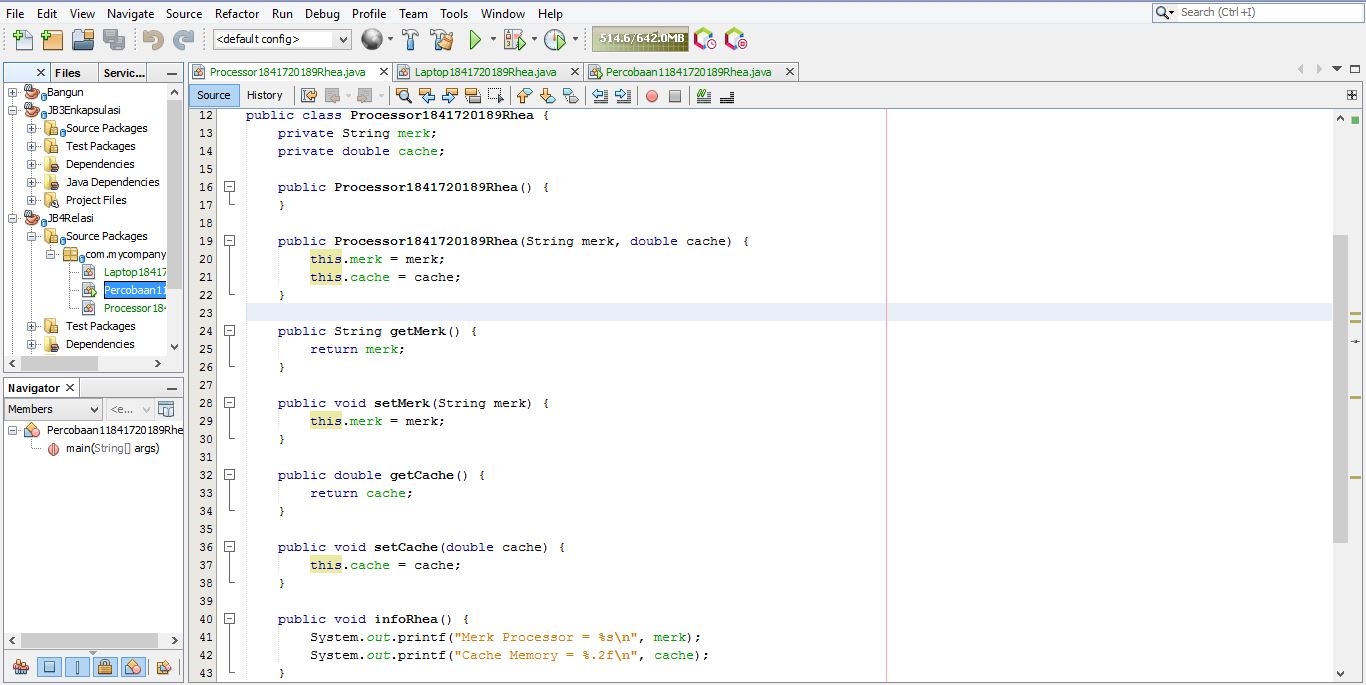 File Edit View Navigate Source Refactor Run Debug Profile Team Tools Window Help
Search (Ctrl+I)
<default config>
514.6/642.0MB
Files Servic...
Bangun
JB3Enkapsulasi
Source Packages
Test Packages
Dependencies
Java Dependencies
Project Files
JB4Relasi
Source Packages
com.mycompany
Laptop18417
Percobaan11
Processor184
Test Packages
Dependencies
Navigator
Members
<e...
Percobaan11841720189Rhe
main(String[] args)
Processor1841720189Rhea.java Laptop1841720189Rhea.java Percobaan11841720189Rhea.java
Source History
12 public class Processor1841720189Rhea {
13 private String merk;
14 private double cache;
15
16 public Processor1841720189Rhea() {
17 }
18
19 public Processor1841720189Rhea(String merk, double cache) {
20 this.merk = merk;
21 this.cache = cache;
22 }
23
24 public String getMerk() {
25 return merk;
26 }
27
28 public void setMerk(String merk) {
29 this.merk = merk;
30 }
31
32 public double getCache() {
33 return cache;
34 }
35
36 public void setCache(double cache) {
37 this.cache = cache;
38 }
39
40 public void infoRhea() {
41 System.out.printf("Merk Processor = %s\n", merk);
42 System.out.printf("Cache Memory = %.2f\n", cache);
43 }